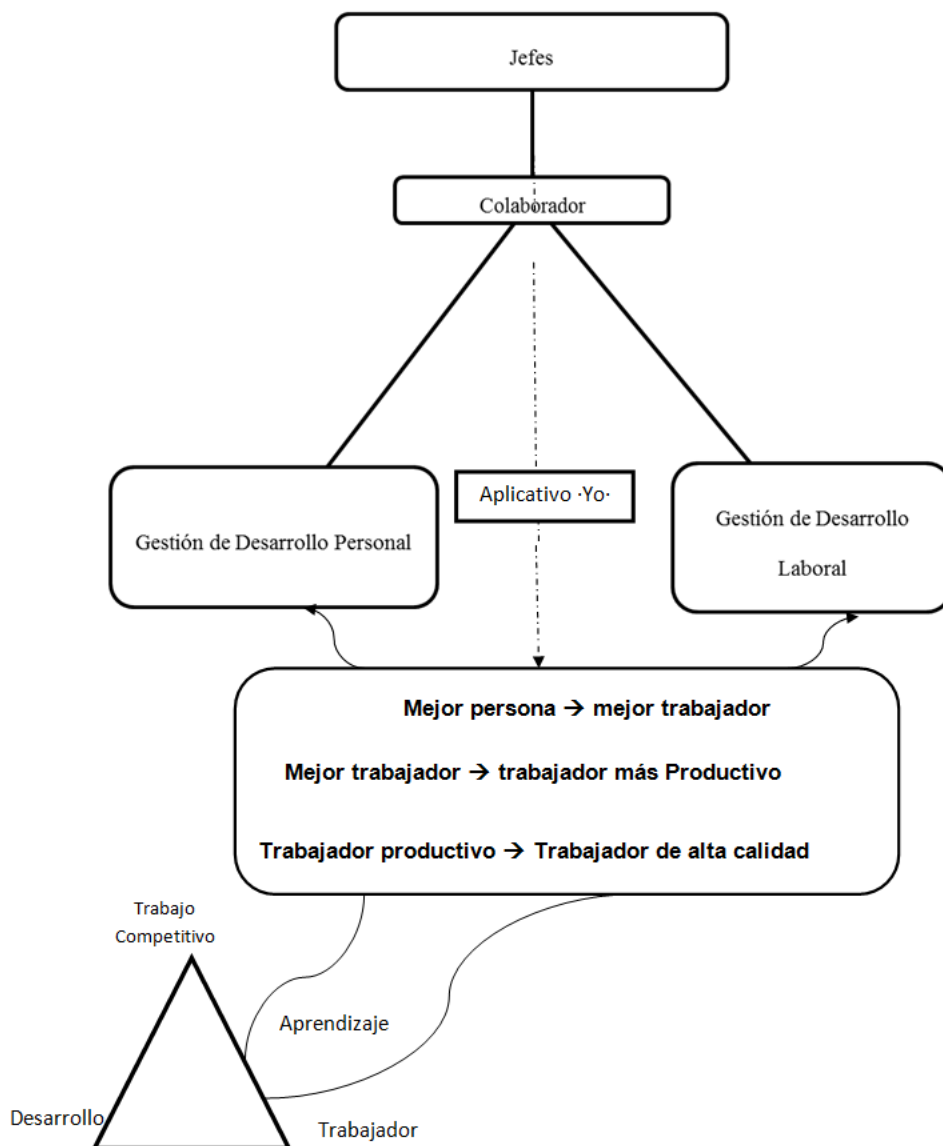 Jefes
Colaborador
Gestión de Desarrollo Personal
Aplicativo ·Yo·
Gestión de Desarrollo
Laboral
Mejor persona → mejor trabajador
Mejor trabajador → trabajador más Productivo
Trabajador productivo → Trabajador de alta calidad
Trabajo
Competitivo
Aprendizaje
Desarrollo
Trabajador